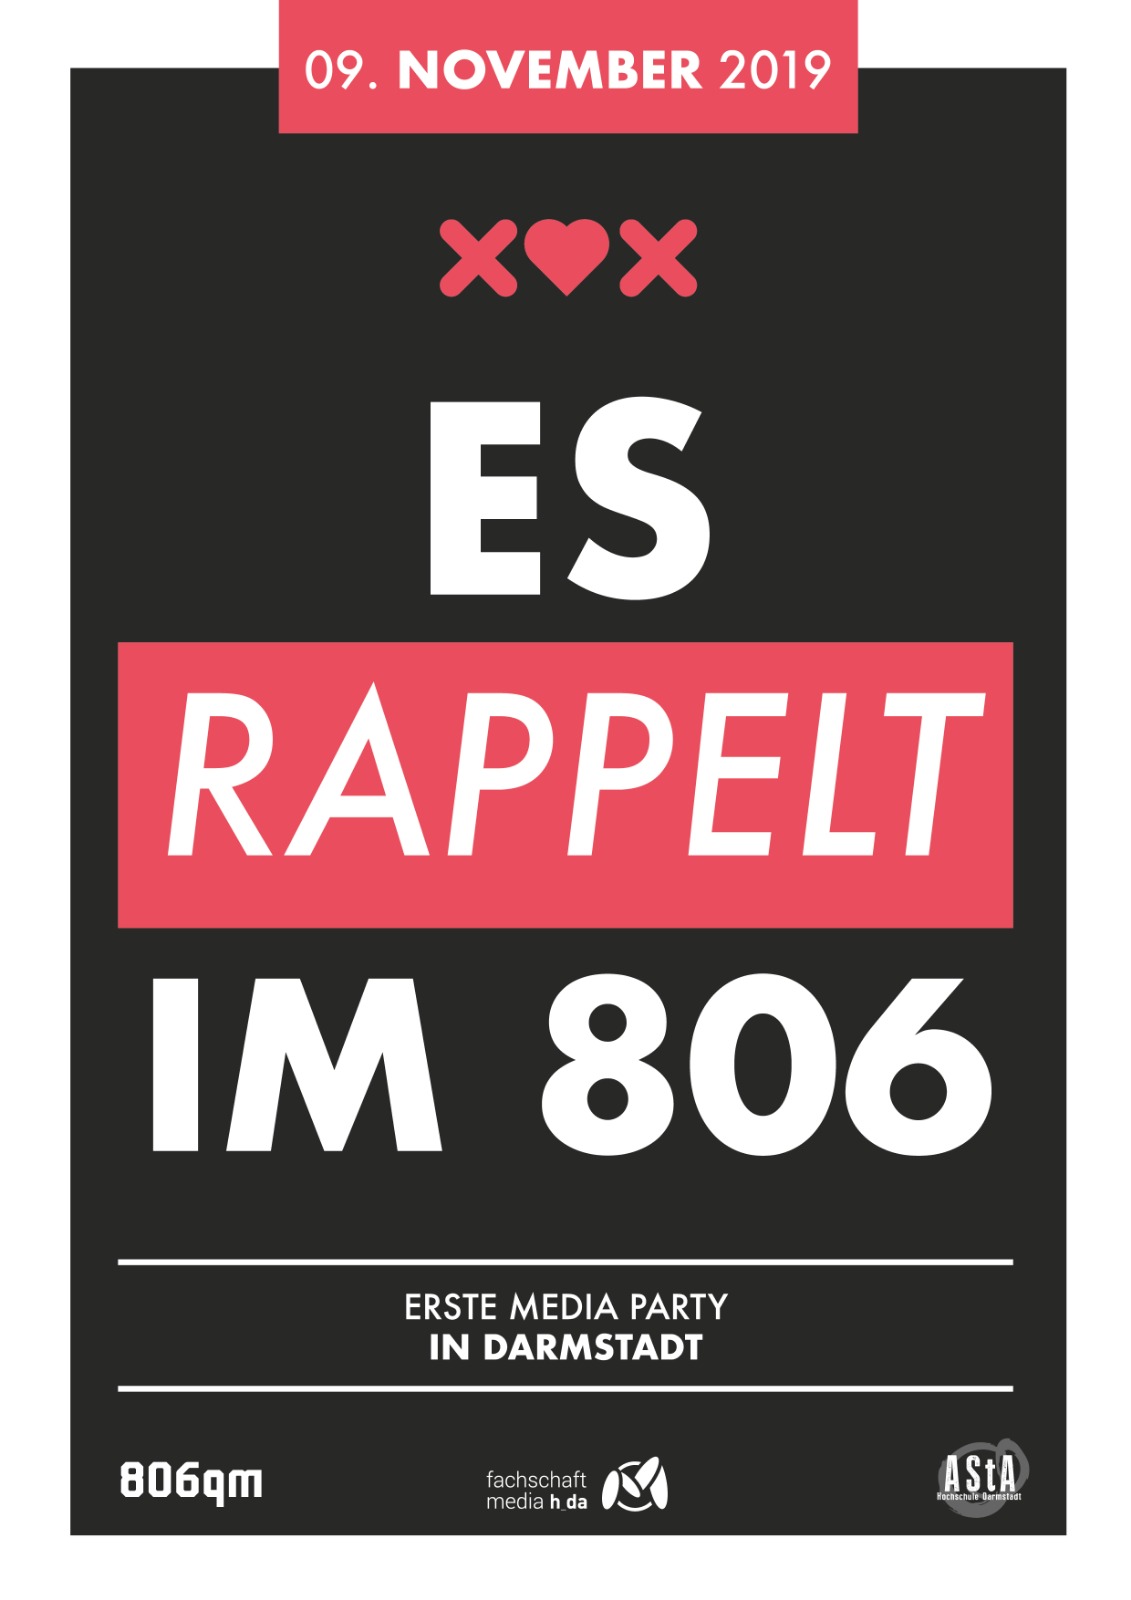 09. NOVEMBER 2019
ES
RAPPELT
IM 806
ERSTE MEDIA PARTY
IN DARMSTADT
806qm
fachschaft
media h_da
AStA
Hochschule Darmstadt